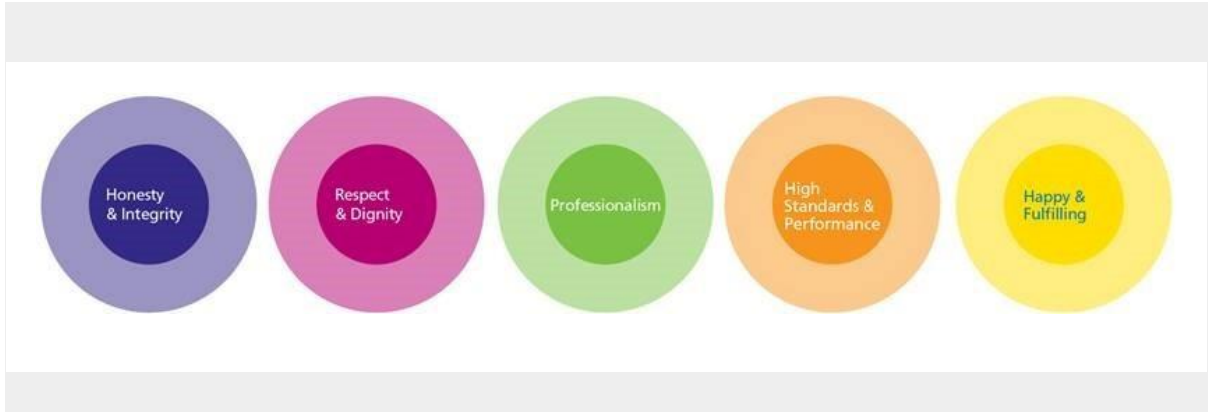 Honesty
& Integrity
Respect
& Dignity
Professionalism
High
Standards &
Performance
Happy &
Fulfilling